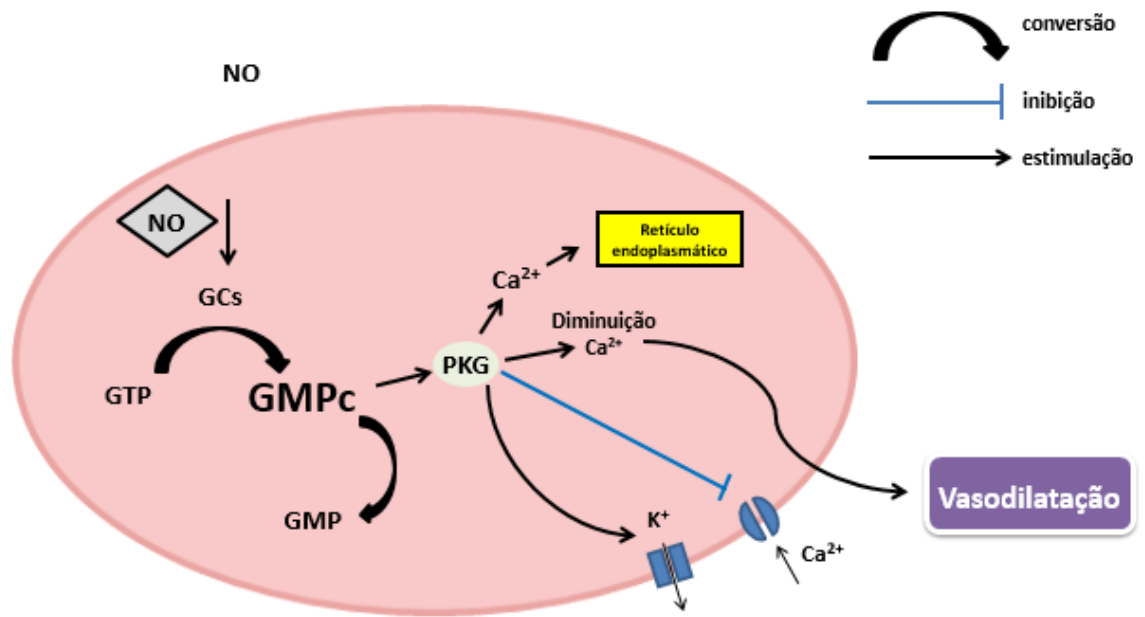 conversão
NO
inibição
estimulação
NO
Retículo
endoplasmático
Ca²⁺
GCs
Diminuição
Ca²⁺
PKG
GTP
GMPc
Vasodilatação
GMP
K⁺
Ca²⁺